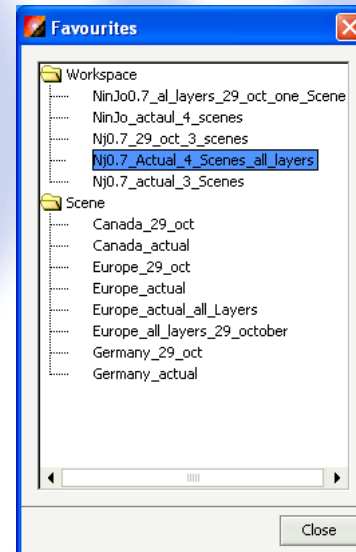 Favourites
Workspace
NinJo0.7_al_layers_29_oct_one_Scene
NinJo_actaul_4_scenes
Nj0.7_29_oct_3_scenes
Nj0.7_Actual_4_Scenes_all_layers
Nj0.7_actual_3_Scenes
Scene
Canada_29_oct
Canada_actual
Europe_29_oct
Europe_actual
Europe_actual_all_Layers
Europe_all_layers_29_october
Germany_29_oct
Germany_actual
Close